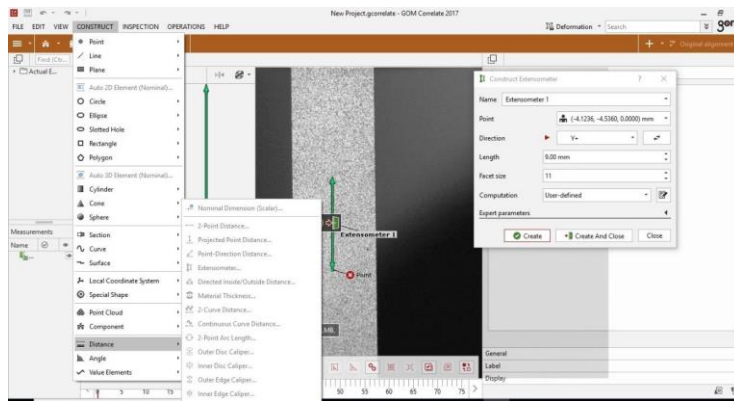 New Project.gcorrelate - GOM Correlate 2017
FILE EDIT VIEW CONSTRUCT INSPECTION OPERATIONS HELP
Deformation
Search
Original alignment
Find (Ctr...
Actual E...
Point
Line
Plane
Auto 2D Element (Nominal)...
Circle
Ellipse
Slotted Hole
Rectangle
Polygon
Auto 3D Element (Nominal)...
Cylinder
Cone
Sphere
Section
Curve
Surface
Local Coordinate System
Special Shape
Point Cloud
Component
Distance
Angle
Value Elements
Nominal Dimension (Scalar)...
2-Point Distance...
Projected Point Distance...
Point-Direction Distance...
Extensometer...
Directed Inside/Outside Distance...
Material Thickness...
2-Curve Distance...
Continuous Curve Distance...
2-Point Arc Length...
Outer Disc Caliper...
Inner Disc Caliper...
Outer Edge Caliper...
Inner Edge Caliper...
Measurements
Name
Extensometer 1
Point
Construct Extensometer ? ×
Name Extensometer 1
Point (-4.1236, -4.5360, 0.0000) mm
Direction Y+
Length 9.00 mm
Facet size 11
Computation User-defined
Expert parameters
Create Create And Close Close
General
Label
Display
0 5 10 15
50 55 60 65 70 75